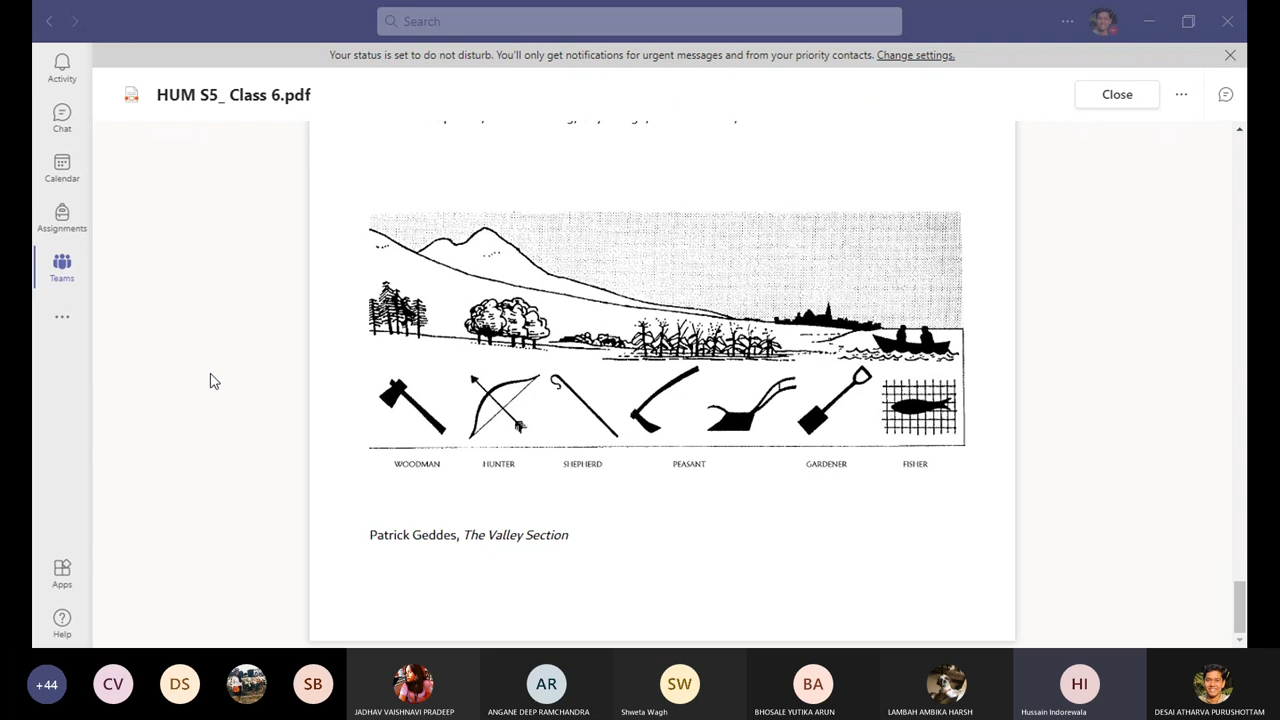 Search
Your status is set to do not disturb. You'll only get notifications for urgent messages and from your priority contacts. Change settings.
Activity
Chat
Calendar
Assignments
Teams
Apps
Help
HUM S5_ Class 6.pdf
Close
WOODMAN HUNTER SHEPHERD PEASANT GARDENER FISHER
Patrick Geddes, The Valley Section
+44 CV DS SB AR SW BA HI
JADHAV VAISHNAVI PRADEEP ANGANE DEEP RAMCHANDRA Shweta Wagh BHOSALE YUTIKA ARUN LAMBAH AMBIKA HARSH Hussain Indorewala DESAI ATHARVA PURUSHOTTAM